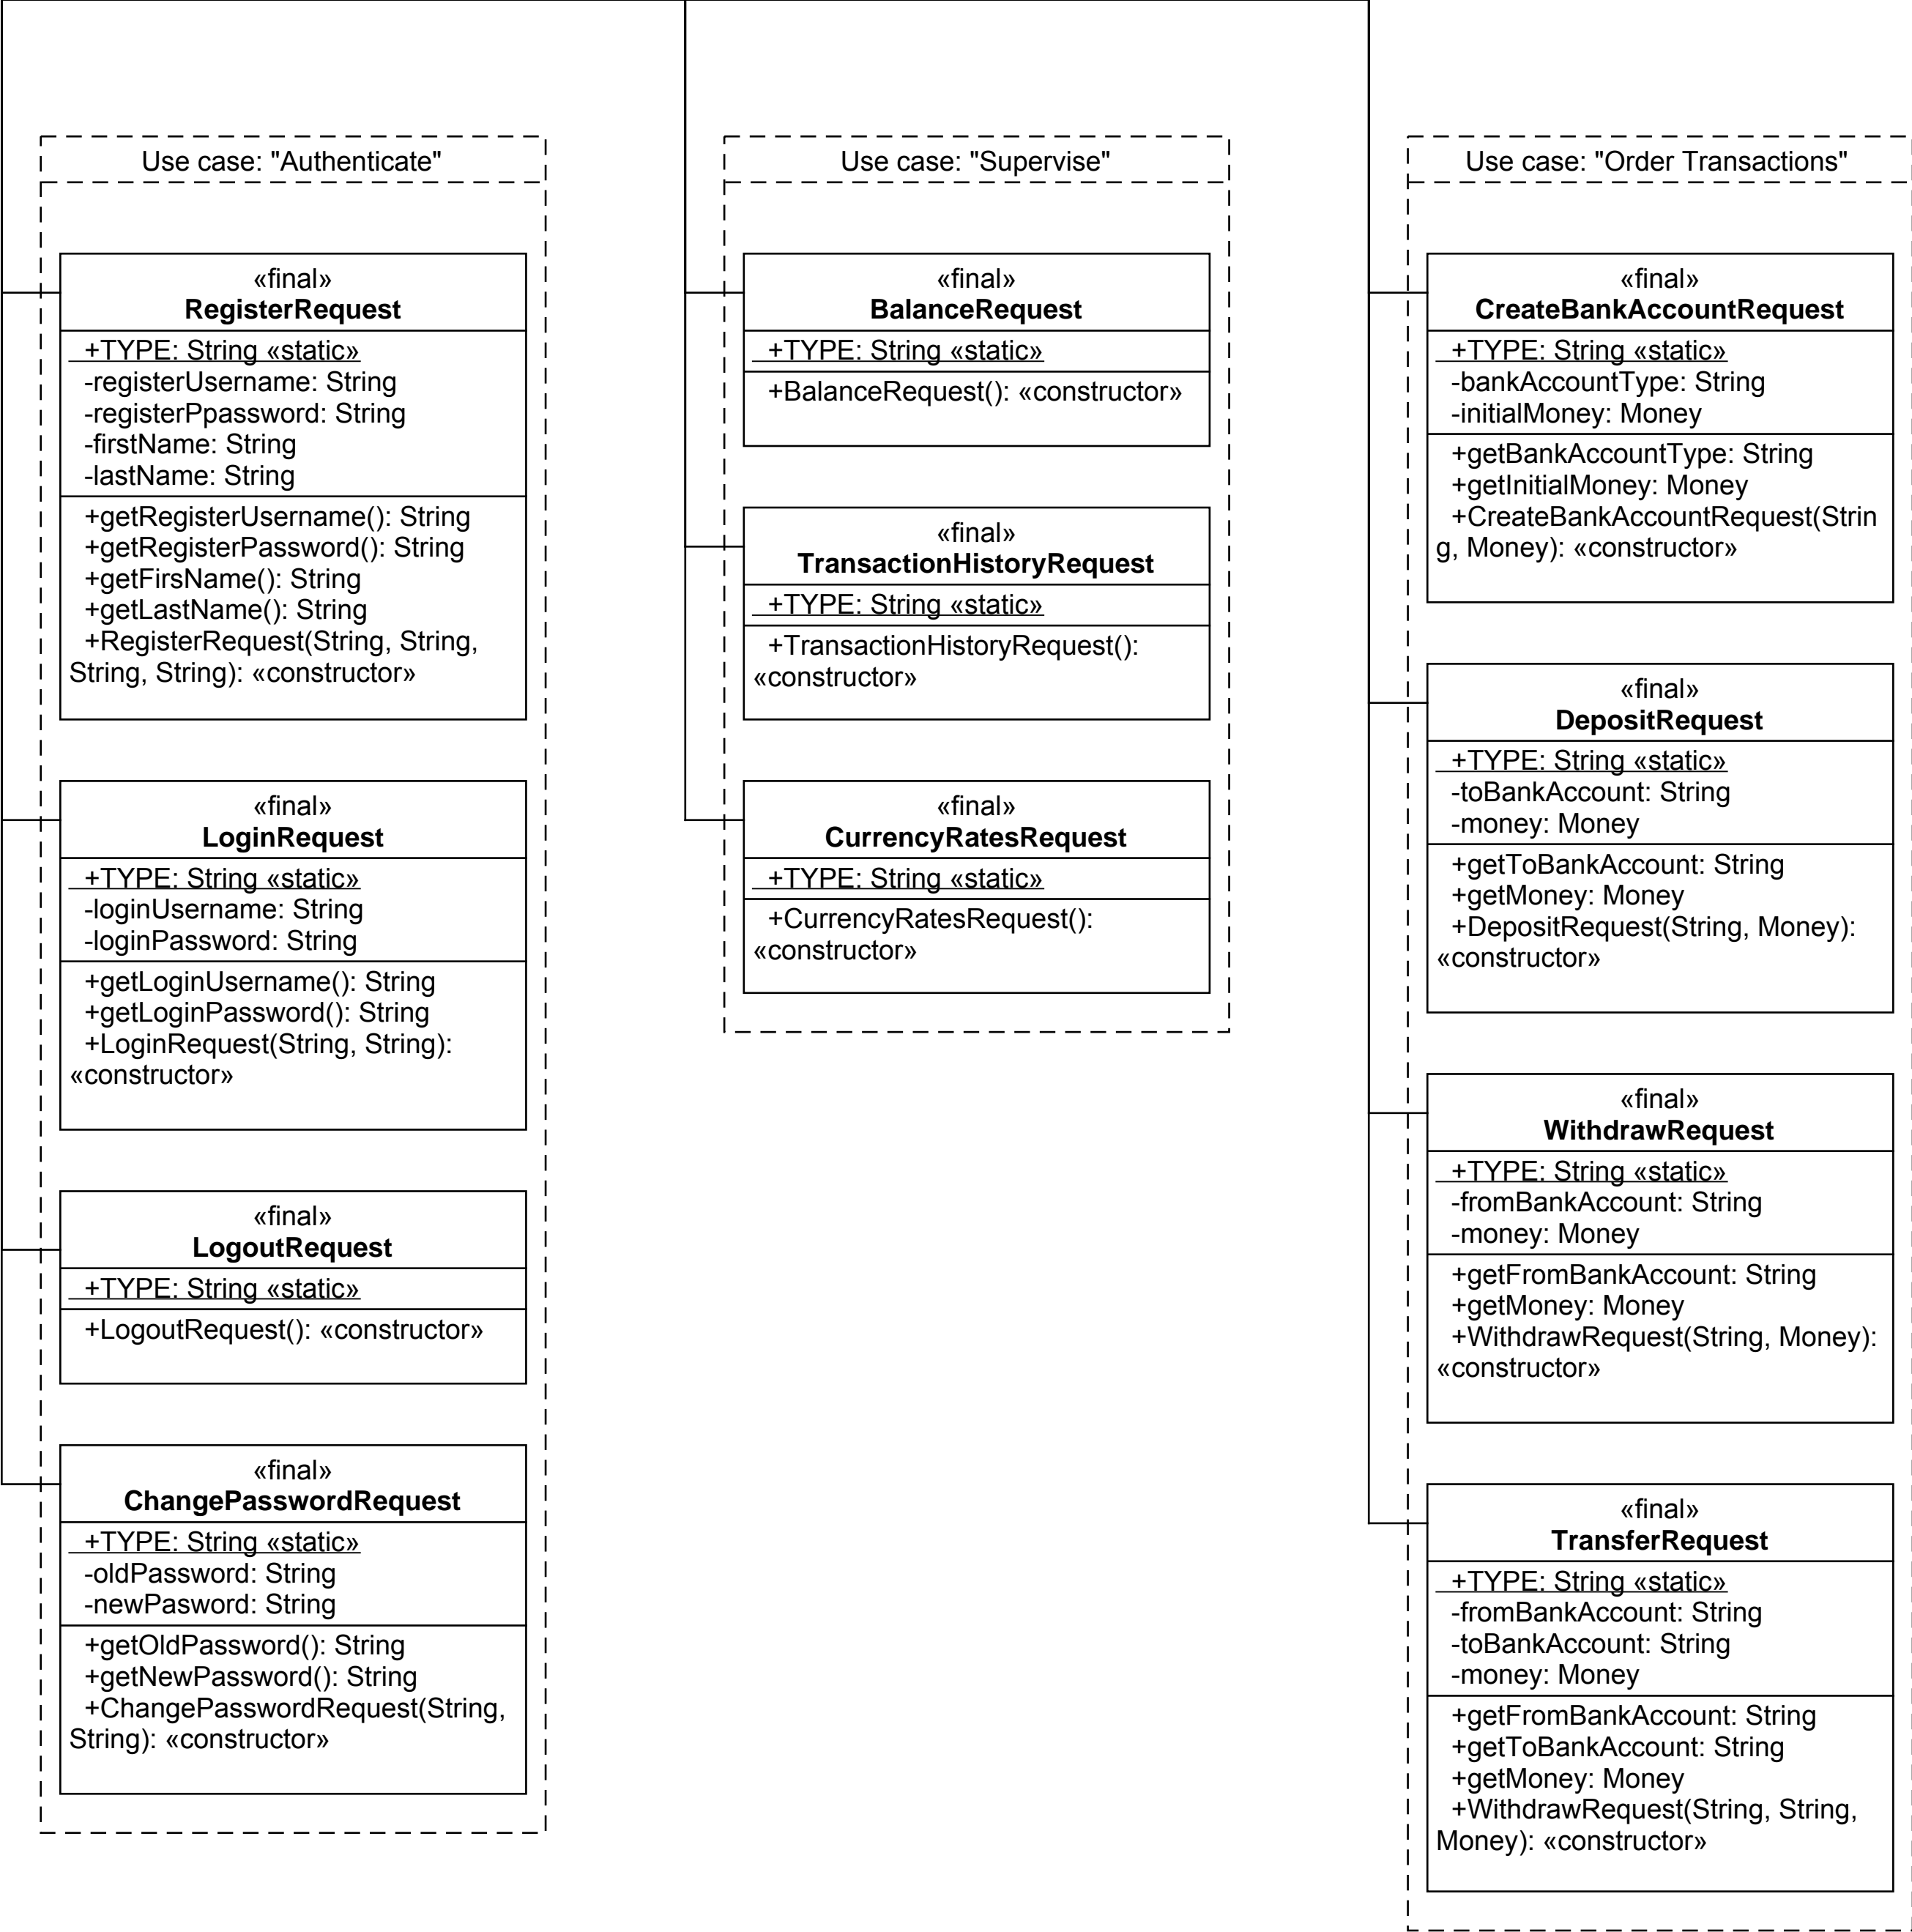 Use case: "Authenticate"
«final»
RegisterRequest
+TYPE: String «static»
-registerUsername: String
-registerPpassword: String
-firstName: String
-lastName: String
+getRegisterUsername(): String
+getRegisterPassword(): String
+getFirsName(): String
+getLastName(): String
+RegisterRequest(String, String,
String, String): «constructor»
«final»
LoginRequest
+TYPE: String «static»
-loginUsername: String
-loginPassword: String
+getLoginUsername(): String
+getLoginPassword(): String
+LoginRequest(String, String):
«constructor»
«final»
LogoutRequest
+TYPE: String «static»
+LogoutRequest(): «constructor»
«final»
ChangePasswordRequest
+TYPE: String «static»
-oldPassword: String
-newPasword: String
+getOldPassword(): String
+getNewPassword(): String
+ChangePasswordRequest(String,
String): «constructor»
Use case: "Supervise"
«final»
BalanceRequest
+TYPE: String «static»
+BalanceRequest(): «constructor»
«final»
TransactionHistoryRequest
+TYPE: String «static»
+TransactionHistoryRequest():
«constructor»
«final»
CurrencyRatesRequest
+TYPE: String «static»
+CurrencyRatesRequest():
«constructor»
Use case: "Order Transactions"
«final»
CreateBankAccountRequest
+TYPE: String «static»
-bankAccountType: String
-initialMoney: Money
+getBankAccountType: String
+getInitialMoney: Money
+CreateBankAccountRequest(Strin
g, Money): «constructor»
«final»
DepositRequest
+TYPE: String «static»
-toBankAccount: String
-money: Money
+getToBankAccount: String
+getMoney: Money
+DepositRequest(String, Money):
«constructor»
«final»
WithdrawRequest
+TYPE: String «static»
-fromBankAccount: String
-money: Money
+getFromBankAccount: String
+getMoney: Money
+WithdrawRequest(String, Money):
«constructor»
«final»
TransferRequest
+TYPE: String «static»
-fromBankAccount: String
-toBankAccount: String
-money: Money
+getFromBankAccount: String
+getToBankAccount: String
+getMoney: Money
+WithdrawRequest(String, String,
Money): «constructor»